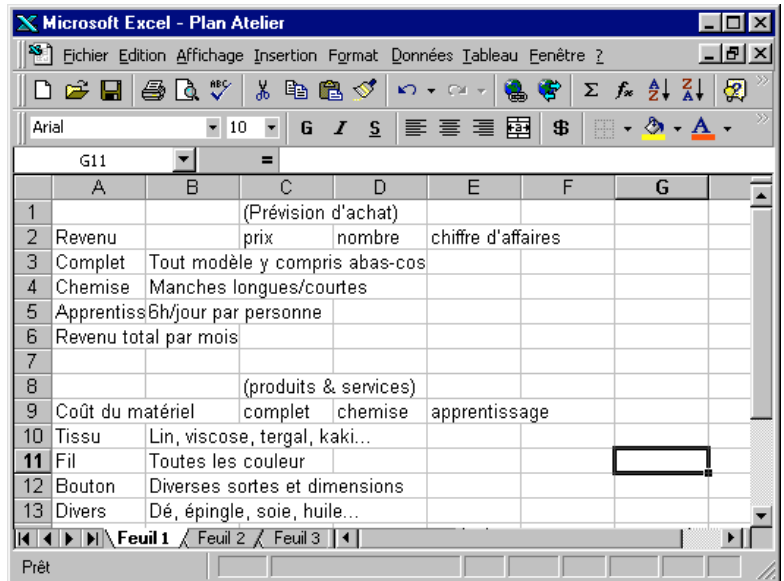 Microsoft Excel - Plan Atelier
Fichier Edition Affichage Insertion Format Données Tableau Fenêtre ?
ABC Σ fx A Z Z A ?
Arial 10 G I S $ A
G11 =
A B C D E F G
1 (Prévision d'achat)
2 Revenu prix nombre chiffre d'affaires
3 Complet Tout modèle y compris abas-cos
4 Chemise Manches longues/courtes
5 Apprentiss 6h/jour par personne
6 Revenu total par mois
7
8 (produits & services)
9 Coût du matériel complet chemise apprentissage
10 Tissu Lin, viscose, tergal, kaki...
11 Fil Toutes les couleur
12 Bouton Diverses sortes et dimensions
13 Divers Dé, épingle, soie, huile...
Feuil 1 Feuil 2 Feuil 3
Prêt